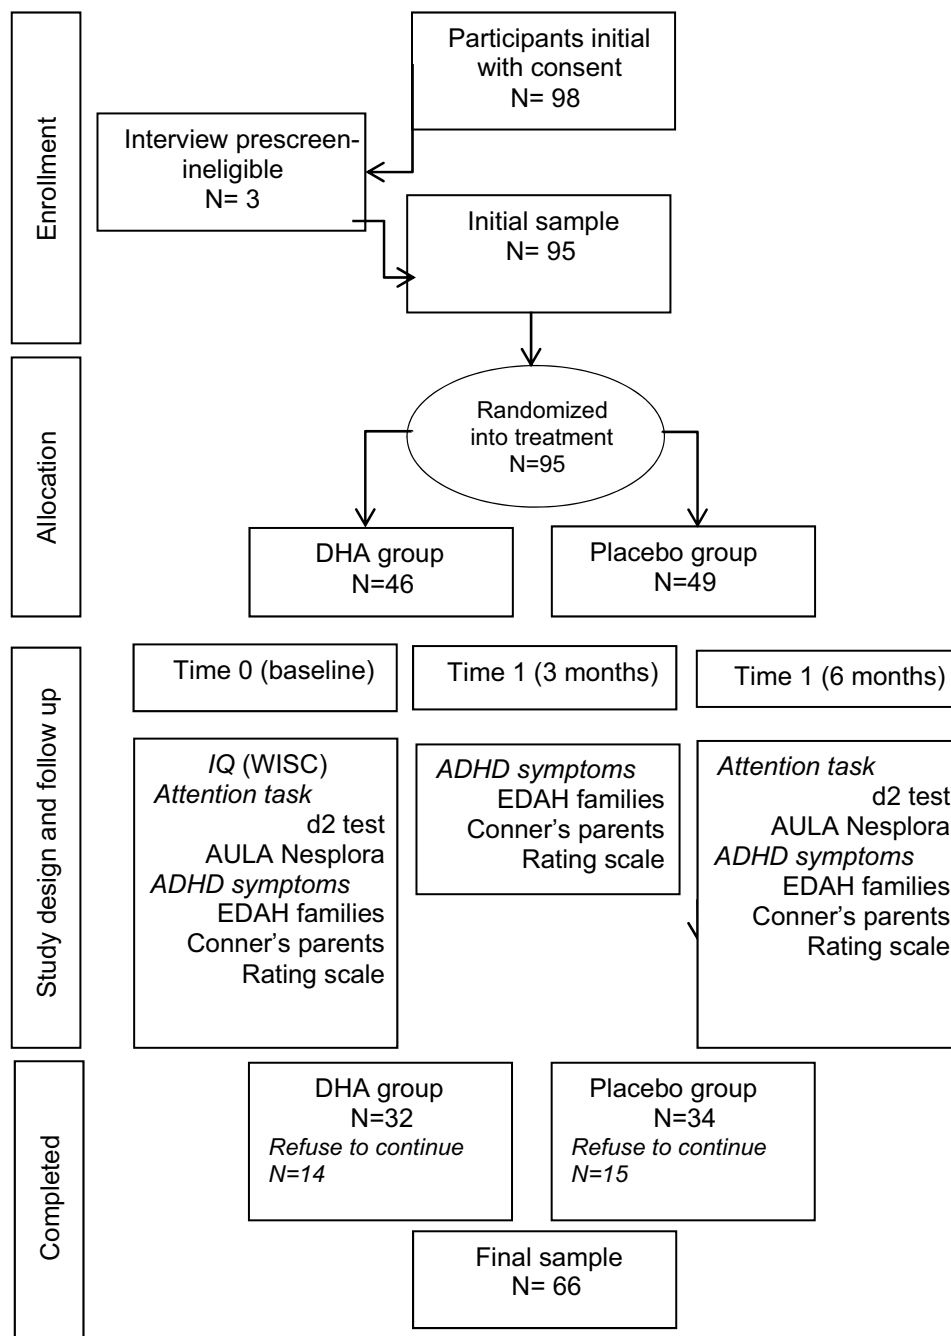 Enrollment
Participants initial
with consent
N= 98
Interview prescreen-
ineligible
N= 3
Initial sample
N= 95
Allocation
Randomized
into treatment
N=95
DHA group
N=46
Placebo group
N=49
Study design and follow up
Time 0 (baseline)
Time 1 (3 months)
Time 1 (6 months)
IQ (WISC)
Attention task
d2 test
AULA Nesplora
ADHD symptoms
EDAH families
Conner’s parents
Rating scale
ADHD symptoms
EDAH families
Conner’s parents
Rating scale
Attention task
d2 test
AULA Nesplora
ADHD symptoms
EDAH families
Conner’s parents
Rating scale
Completed
DHA group
N=32
Refuse to continue
N=14
Placebo group
N=34
Refuse to continue
N=15
Final sample
N= 66